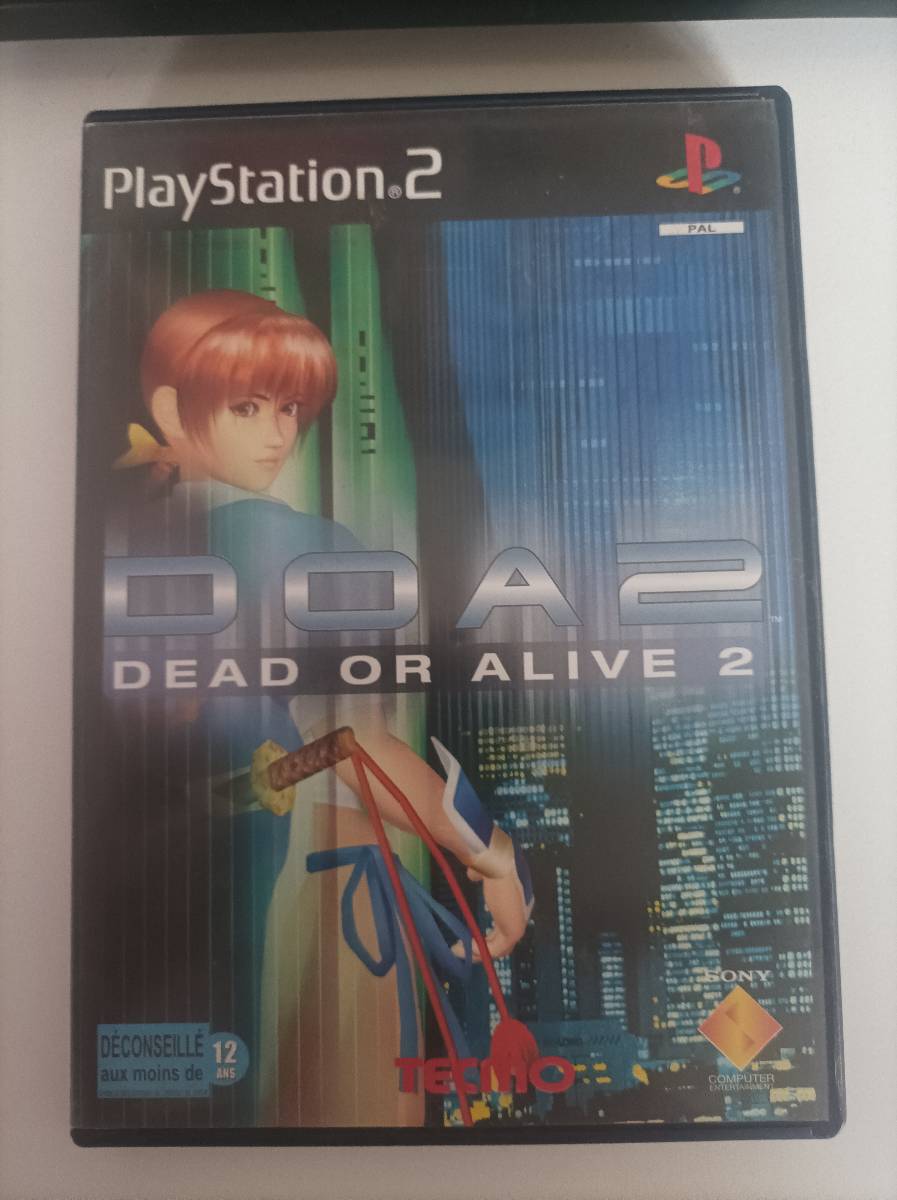 PlayStation®2
PAL
DOA2™
DEAD OR ALIVE 2
DÉCONSEILLÉ
aux moins de
12
ANS
TECMO
SONY
COMPUTER
ENTERTAINMENT